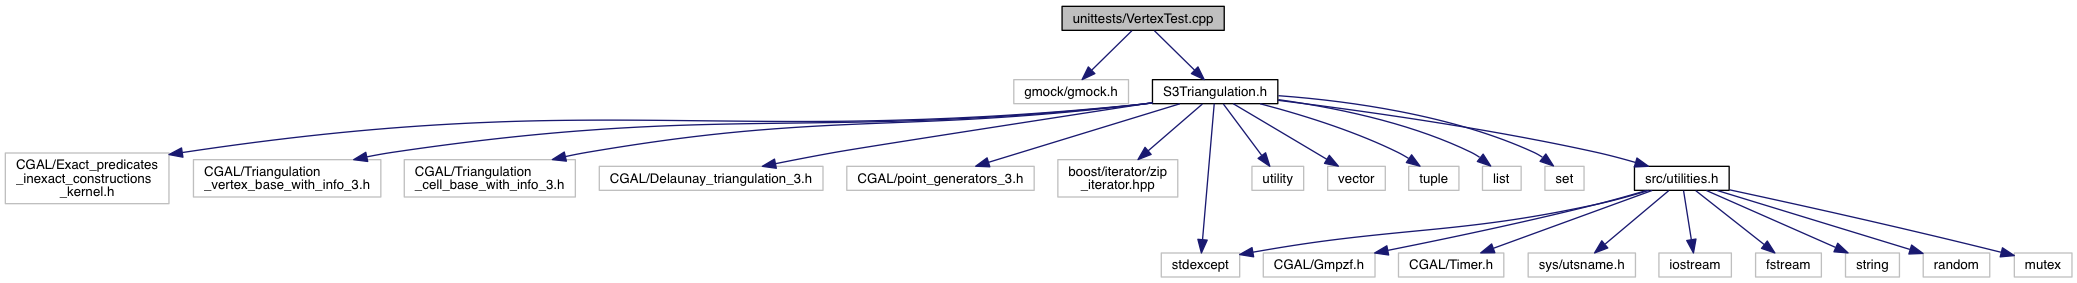 unittests/VertexTest.cpp
gmock/gmock.h
S3Triangulation.h
CGAL/Exact_predicates
_inexact_constructions
_kernel.h
CGAL/Triangulation
_vertex_base_with_info_3.h
CGAL/Triangulation
_cell_base_with_info_3.h
CGAL/Delaunay_triangulation_3.h
CGAL/point_generators_3.h
boost/iterator/zip
_iterator.hpp
utility
vector
tuple
list
set
src/utilities.h
stdexcept
CGAL/Gmpzf.h
CGAL/Timer.h
sys/utsname.h
iostream
fstream
string
random
mutex